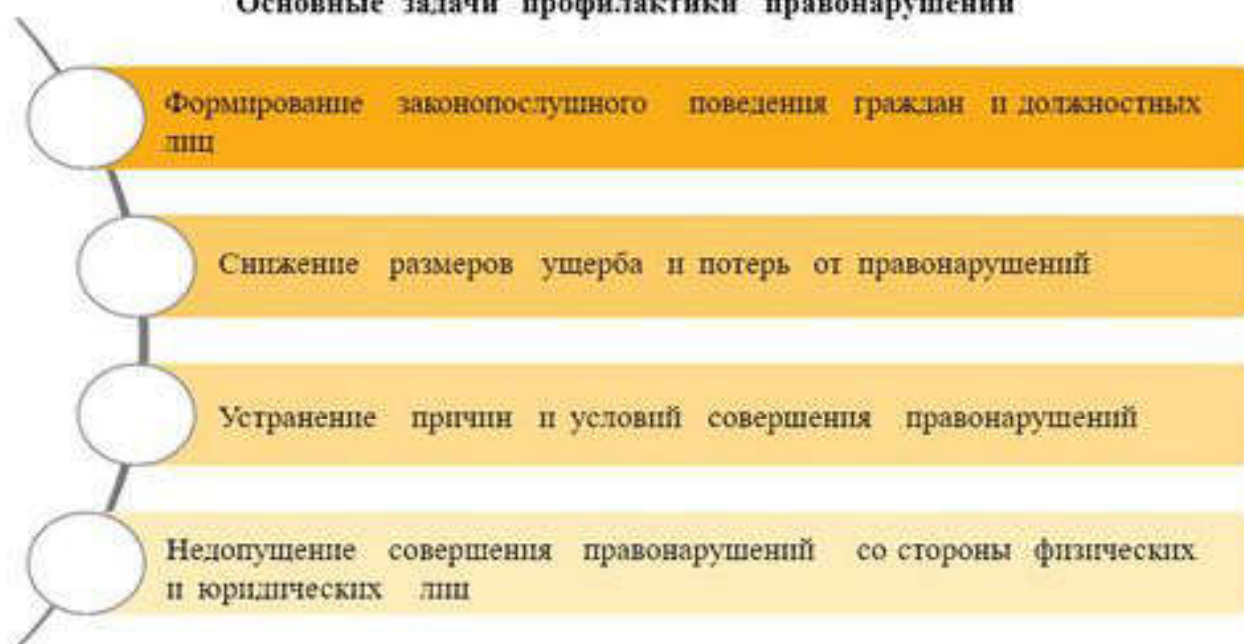 Основные задачи профилактики правонарушений
Формирование законопослушного поведения граждан и должностных
лиц
Снижение размеров ущерба и потерь от правонарушений
Устранение причин и условий совершения правонарушений
Недопущение совершения правонарушений со стороны физических
и юридических лиц